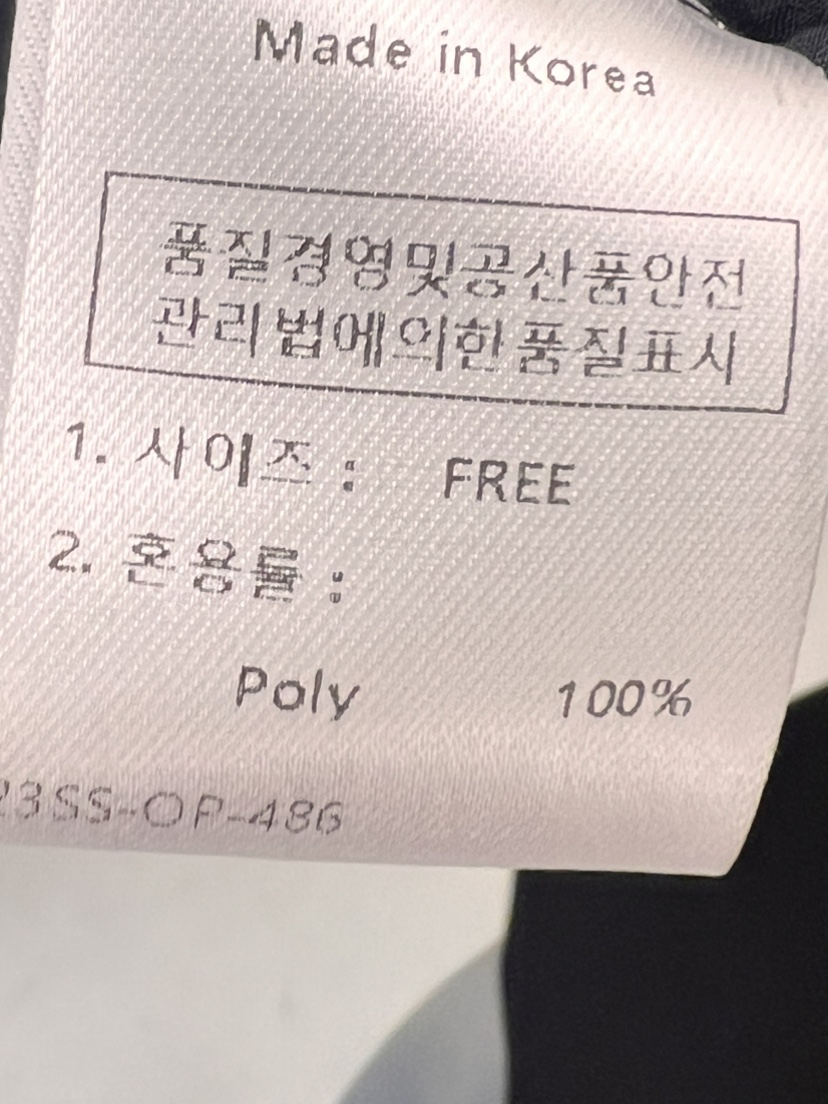 Made in Korea
품질경영및공산품안전
관리법에의한품질표시
1. 사이즈 : FREE
2. 혼용률 :
Poly 100%
23SS-OP-486